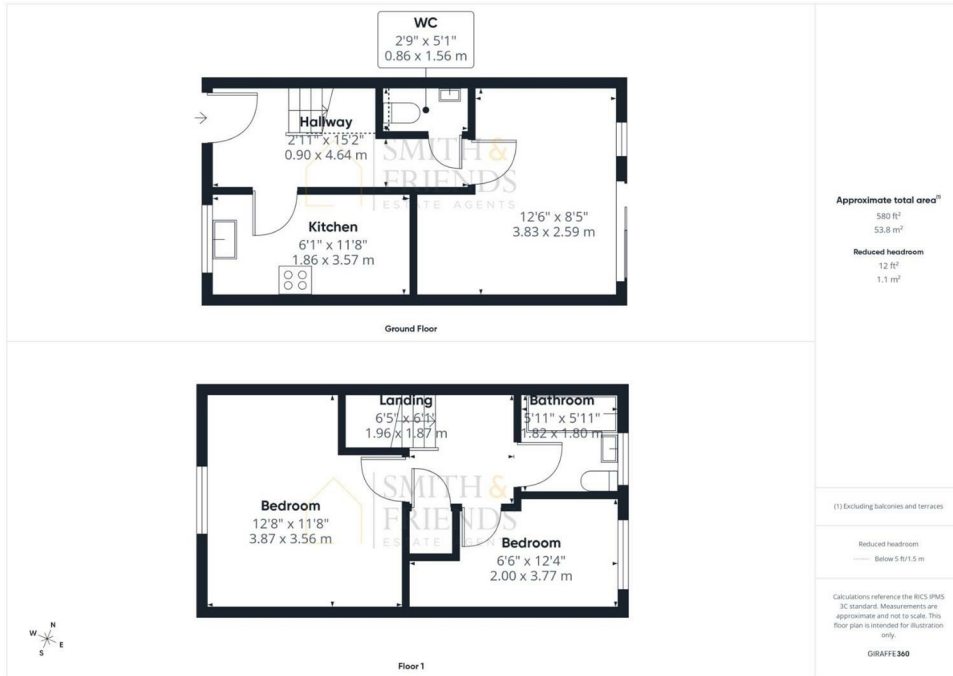 WC
2'9" x 5'1"
0.86 x 1.56 m
Hallway
2'11" x 15'2"
0.90 x 4.64 m
SMITH &
FRIENDS
ESTATE AGENTS
12'6" x 8'5"
3.83 x 2.59 m
Kitchen
6'1" x 11'8"
1.86 x 3.57 m
Ground Floor
Approximate total area(1)
580 ft²
53.8 m²
Reduced headroom
12 ft²
1.1 m²
Landing
6'5" x 6'1"
1.96 x 1.87 m
Bathroom
5'11" x 5'11"
1.82 x 1.80 m
SMITH &
FRIENDS
ESTATE AGENTS
Bedroom
12'8" x 11'8"
3.87 x 3.56 m
Bedroom
6'6" x 12'4"
2.00 x 3.77 m
N
W
E
S
Floor 1
(1) Excluding balconies and terraces
Reduced headroom
Below 5 ft/1.5 m
Calculations reference the RICS IPMS
3C standard. Measurements are
approximate and not to scale. This
floor plan is intended for illustration
only.
GIRAFFE360